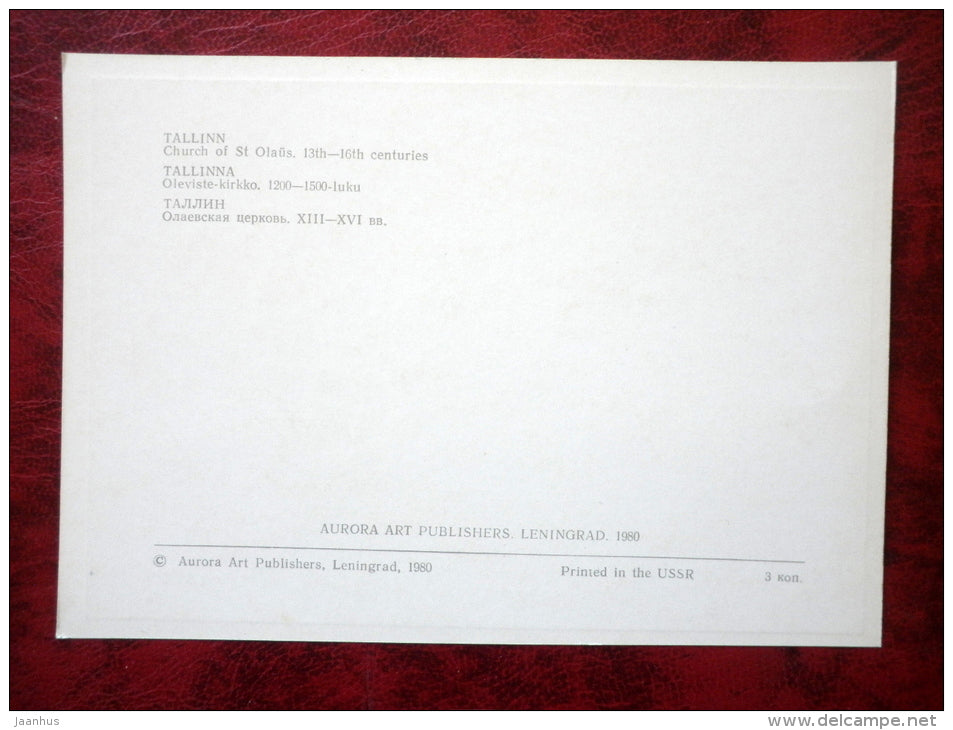 TALLINN
Church of St Olaüs. 13th—16th centuries
TALLINNA
Oleviste-kirkko. 1200—1500-luku
ТАЛЛИН
Олаевская церковь. XIII—XVI вв.
AURORA ART PUBLISHERS. LENINGRAD. 1980
© Aurora Art Publishers, Leningrad, 1980 Printed in the USSR 3 коп.
jaanhus
www.delcampe.net